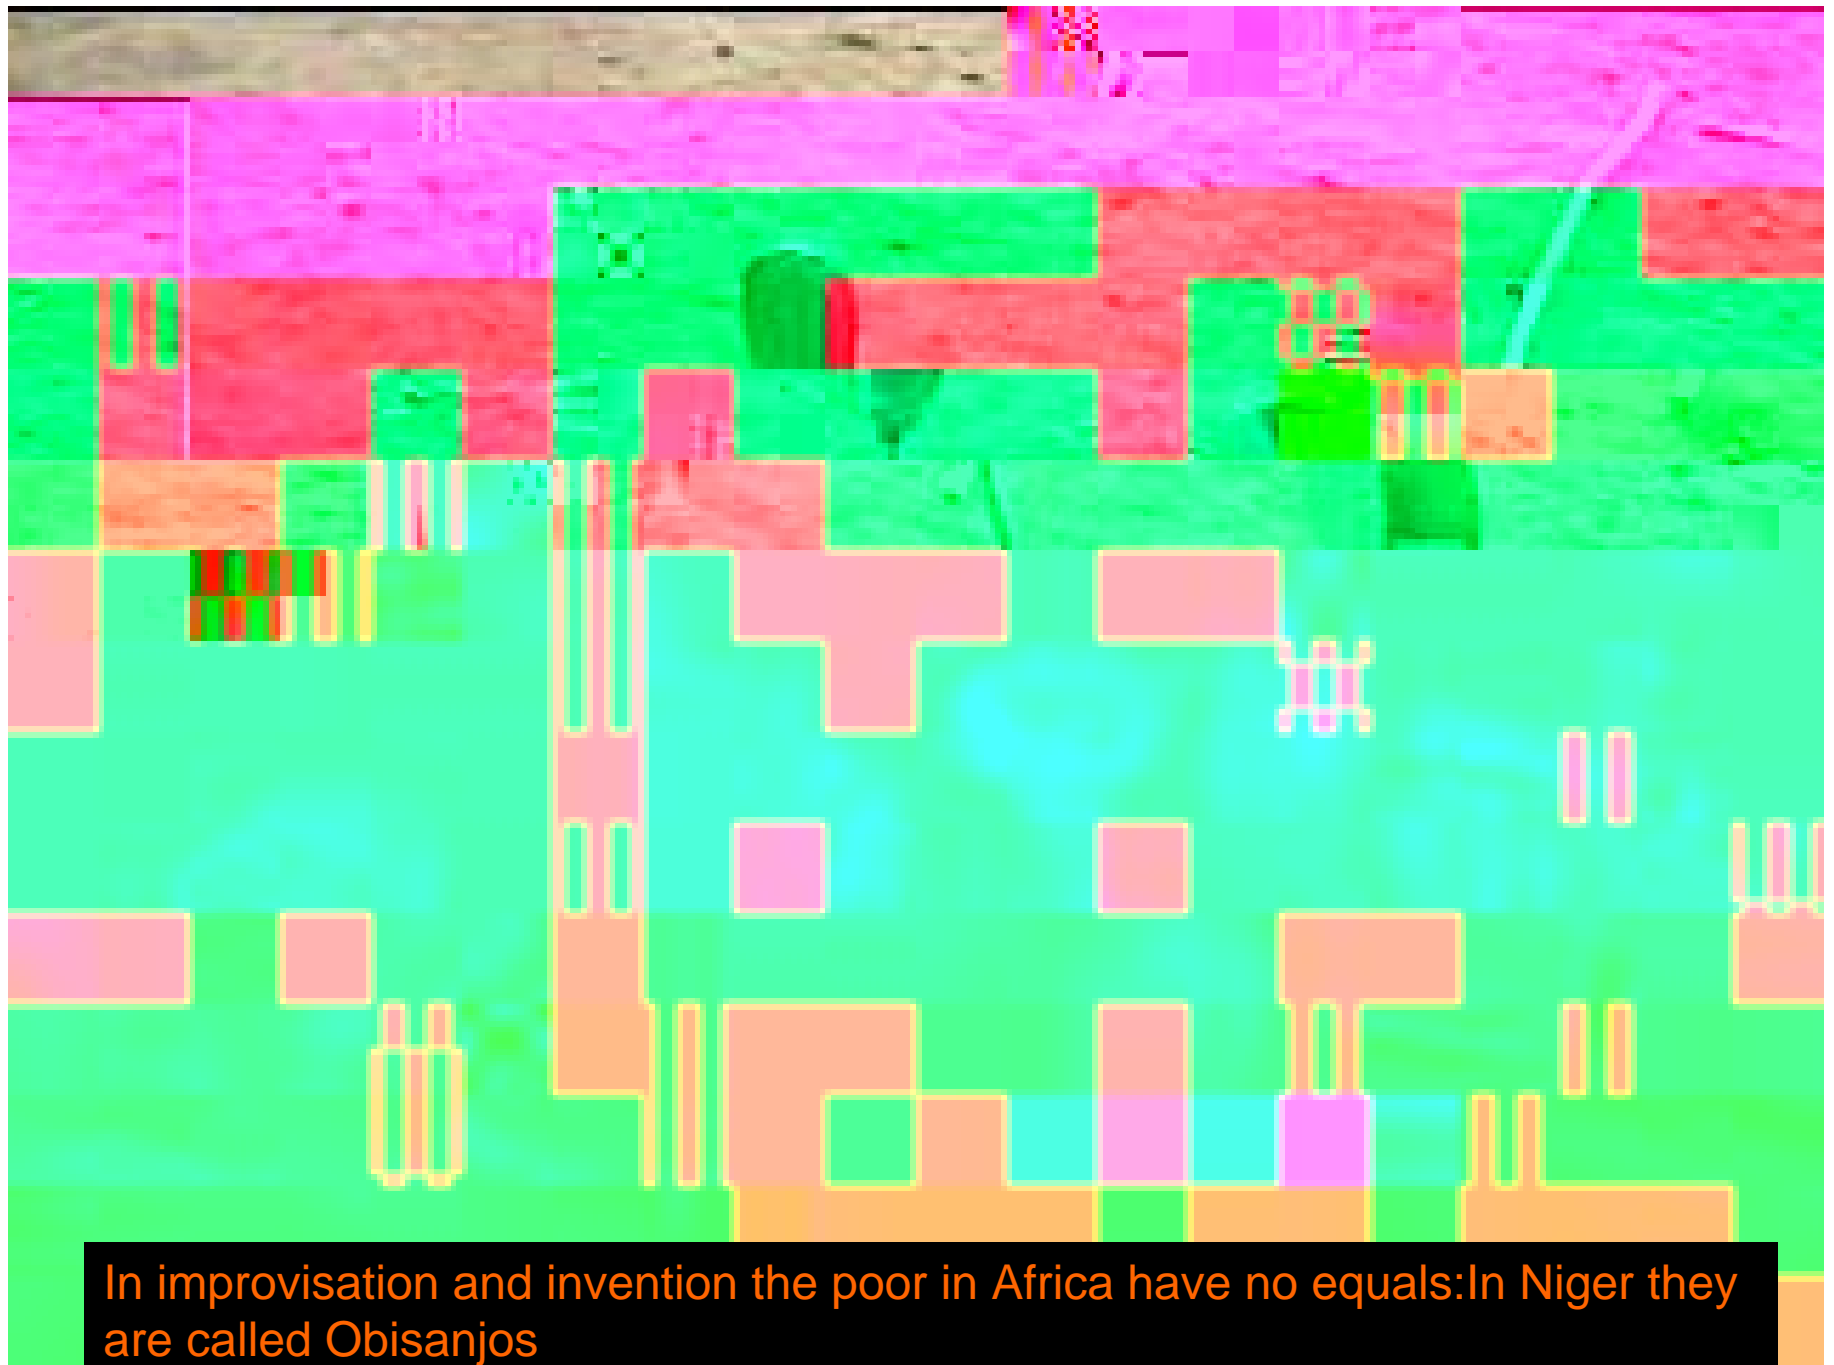 In improvisation and invention the poor in Africa have no equals:In Niger they
are called Obisanjos